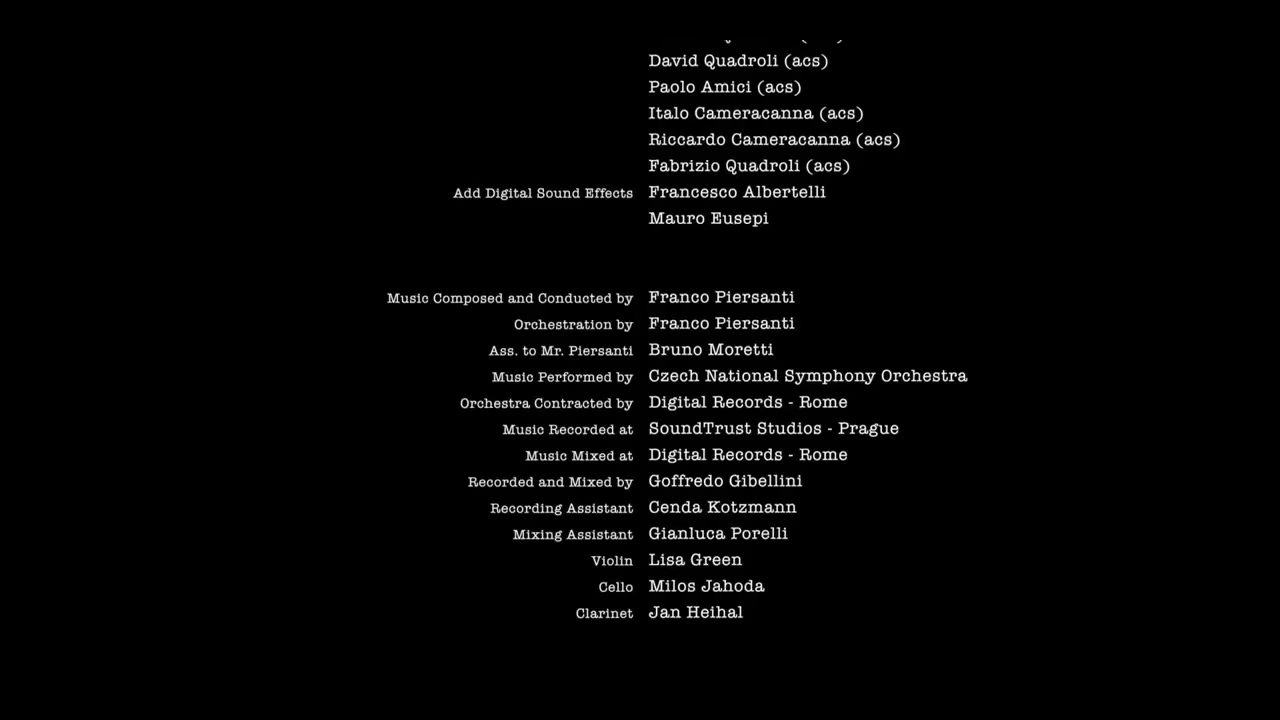 David Quadroli (acs)
Paolo Amici (acs)
Italo Cameracanna (acs)
Riccardo Cameracanna (acs)
Fabrizio Quadroli (acs)
Add Digital Sound Effects Francesco Albertelli
Mauro Eusepi
Music Composed and Conducted by Franco Piersanti
Orchestration by Franco Piersanti
Ass. to Mr. Piersanti Bruno Moretti
Music Performed by Czech National Symphony Orchestra
Orchestra Contracted by Digital Records - Rome
Music Recorded at SoundTrust Studios - Prague
Music Mixed at Digital Records - Rome
Recorded and Mixed by Goffredo Gibellini
Recording Assistant Cenda Kotzmann
Mixing Assistant Gianluca Porelli
Violin Lisa Green
Cello Milos Jahoda
Clarinet Jan Heihal